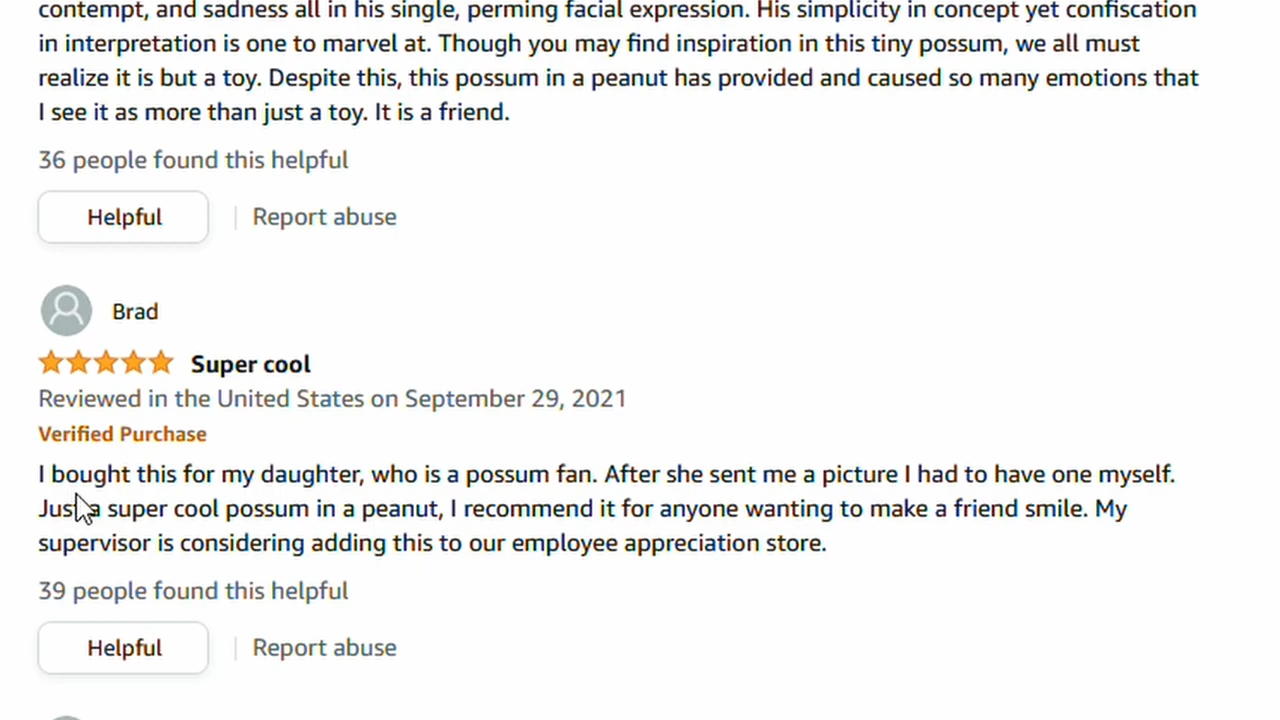 contempt, and sadness all in his single, perming facial expression. His simplicity in concept yet confiscation
in interpretation is one to marvel at. Though you may find inspiration in this tiny possum, we all must
realize it is but a toy. Despite this, this possum in a peanut has provided and caused so many emotions that
I see it as more than just a toy. It is a friend.
36 people found this helpful
Helpful | Report abuse
Brad
Super cool
Reviewed in the United States on September 29, 2021
Verified Purchase
I bought this for my daughter, who is a possum fan. After she sent me a picture I had to have one myself.
Just a super cool possum in a peanut, I recommend it for anyone wanting to make a friend smile. My
supervisor is considering adding this to our employee appreciation store.
39 people found this helpful
Helpful | Report abuse